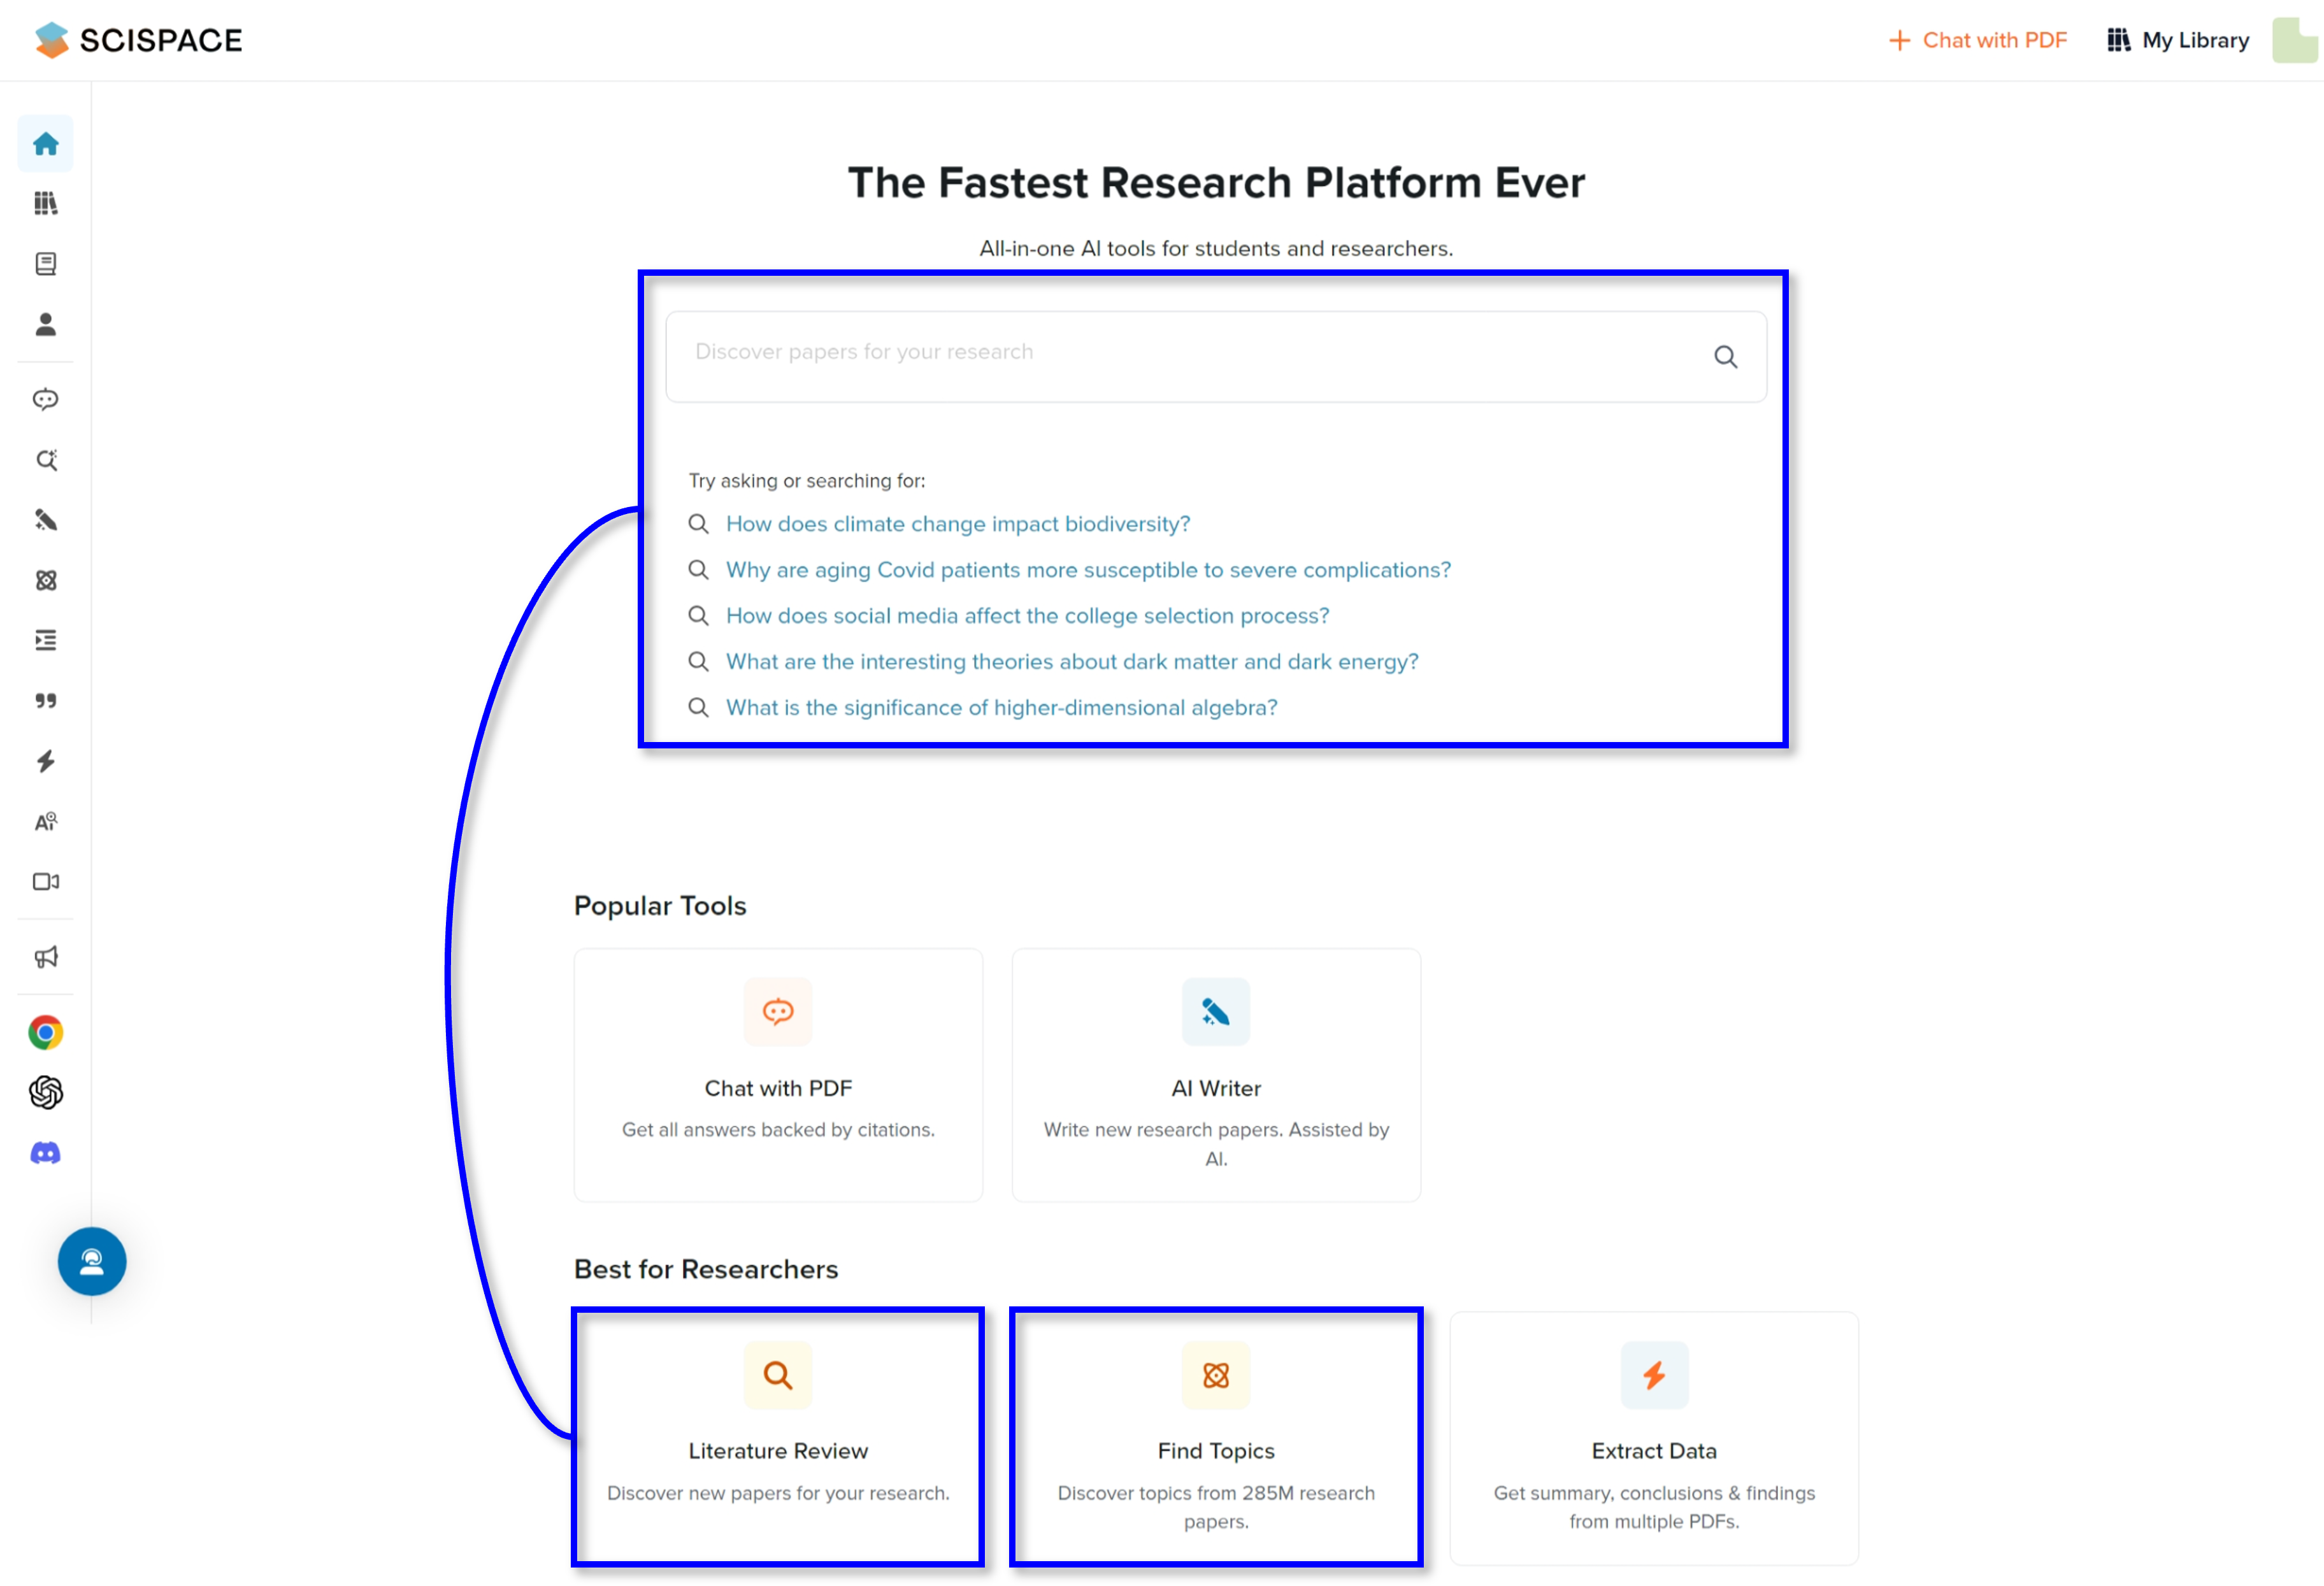 SCISPACE
Chat with PDF
My Library
The Fastest Research Platform Ever
All-in-one AI tools for students and researchers.
Discover papers for your research
Try asking or searching for:
How does climate change impact biodiversity?
Why are aging Covid patients more susceptible to severe complications?
How does social media affect the college selection process?
What are the interesting theories about dark matter and dark energy?
What is the significance of higher-dimensional algebra?
Popular Tools
Chat with PDF
Get all answers backed by citations.
AI Writer
Write new research papers. Assisted by
AI.
Best for Researchers
Literature Review
Discover new papers for your research.
Find Topics
Discover topics from 285M research
papers.
Extract Data
Get summary, conclusions & findings
from multiple PDFs.